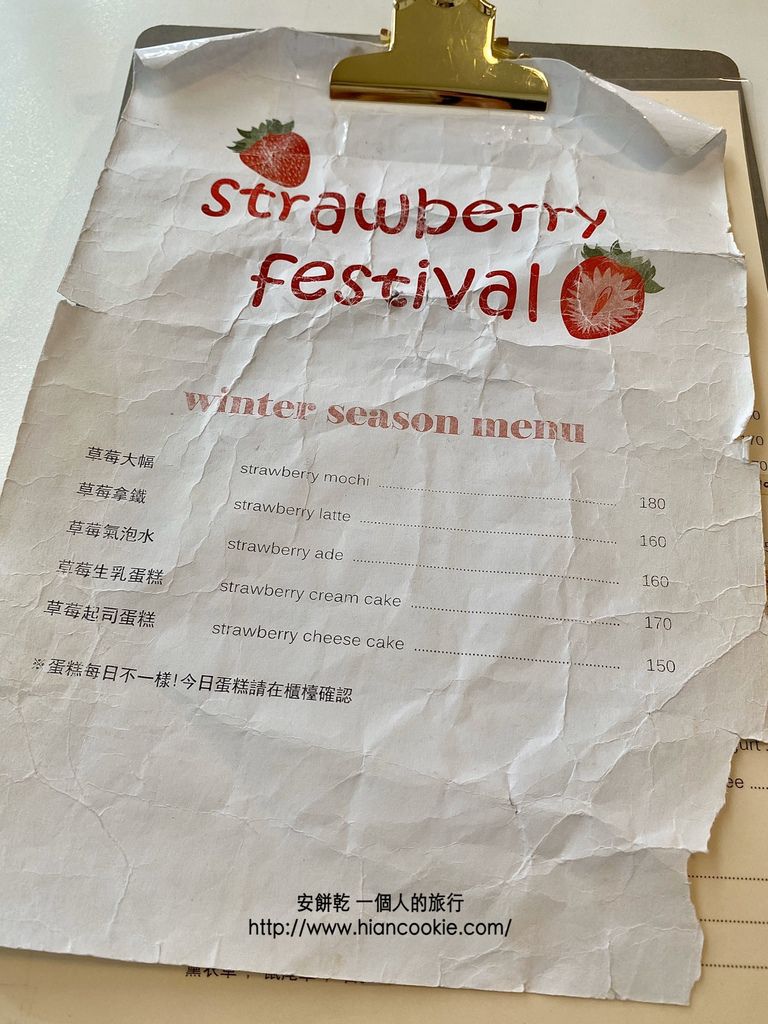 strawberry
festival
winter season menu
草莓大幅 strawberry mochi 180
草莓拿鐵 strawberry latte 160
草莓氣泡水 strawberry ade 160
草莓生乳蛋糕 strawberry cream cake 170
草莓起司蛋糕 strawberry cheese cake 150
※蛋糕每日不一樣!今日蛋糕請在櫃檯確認
安餅乾 一個人的旅行
http://www.hiancookie.com/